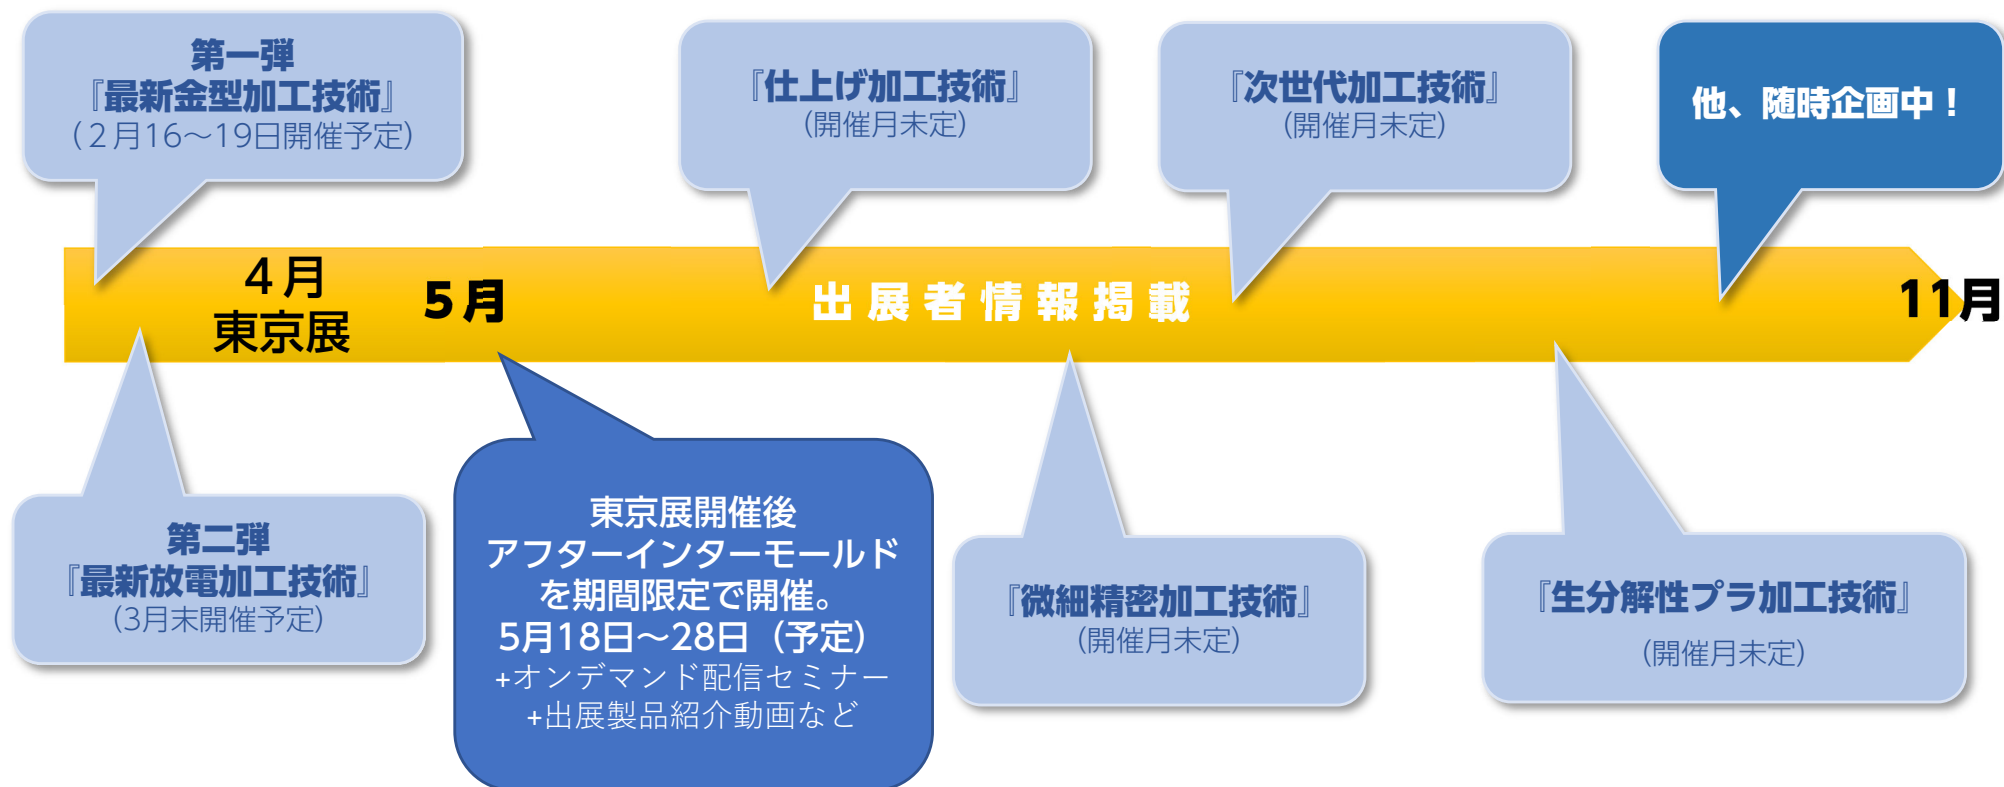 第一弾
『最新金型加工技術』
（２月16～19日開催予定）
『仕上げ加工技術』
（開催月未定）
『次世代加工技術』
（開催月未定）
他、随時企画中！
４月
東京展
5月
出展者情報掲載
11月
第二弾
『最新放電加工技術』
（3月末開催予定）
東京展開催後
アフターインターモールド
を期間限定で開催。
5月18日～28日（予定）
+オンデマンド配信セミナー
+出展製品紹介動画など
『微細精密加工技術』
（開催月未定）
『生分解性プラ加工技術』
（開催月未定）